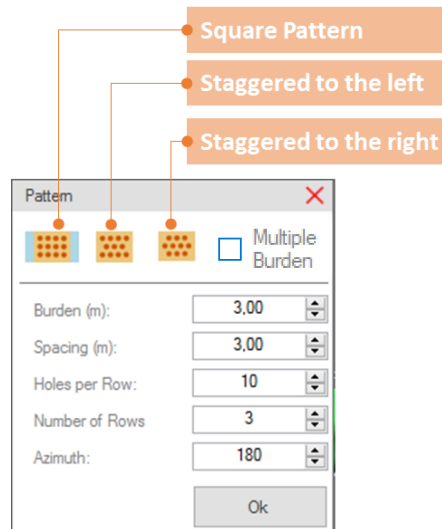 Square Pattern
Staggered to the left
Staggered to the right
Pattern
Multiple
Burden
Burden (m): 3,00
Spacing (m): 3,00
Holes per Row: 10
Number of Rows 3
Azimuth: 180
Ok